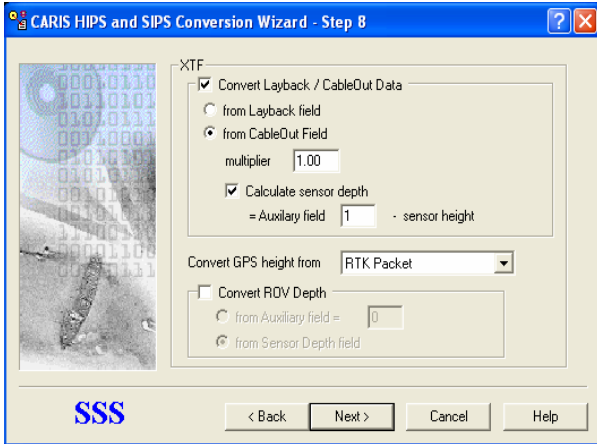 CARIS HIPS and SIPS Conversion Wizard - Step 8
XTF
Convert Layback / CableOut Data
from Layback field
from CableOut Field
multiplier 1.00
Calculate sensor depth
= Auxilary field 1 - sensor height
Convert GPS height from RTK Packet
Convert ROV Depth
from Auxiliary field = 0
from Sensor Depth field
SSS
< Back Next > Cancel Help